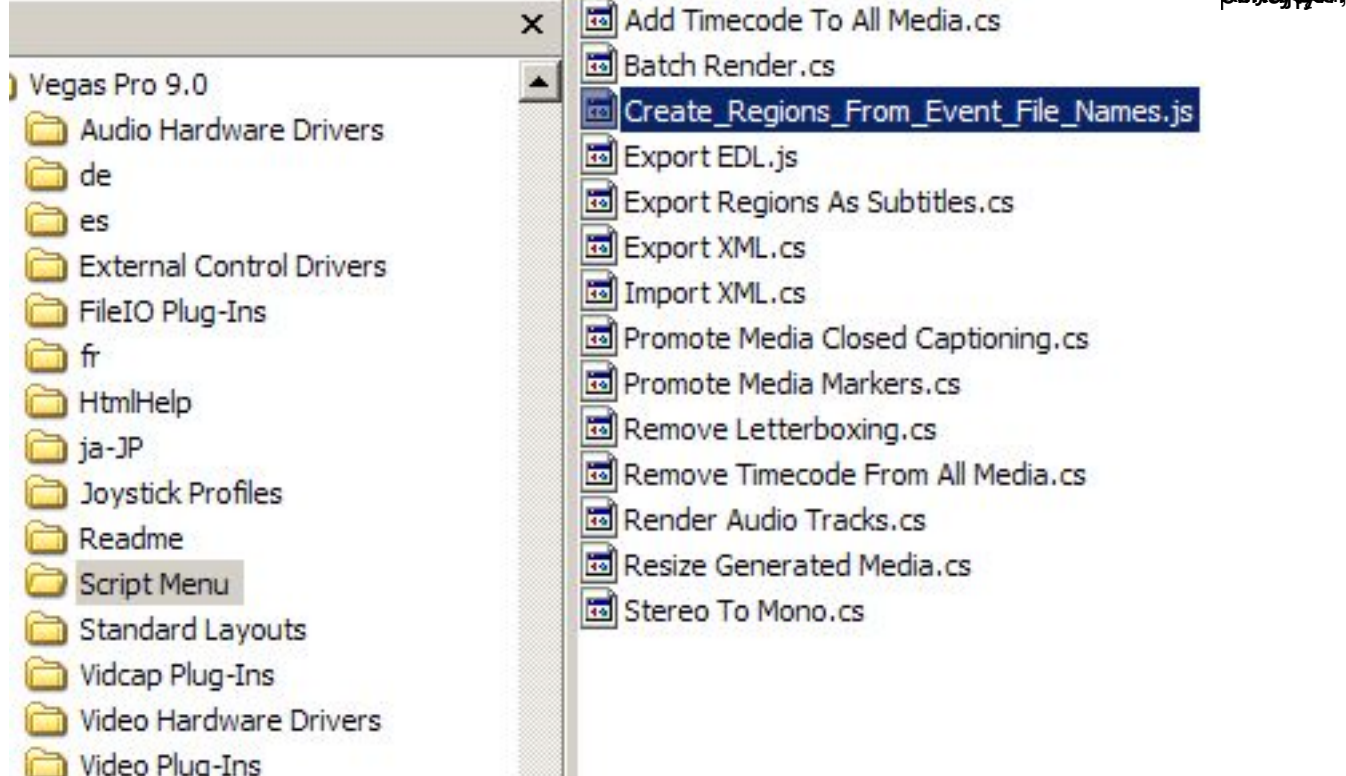 Vegas Pro 9.0
Audio Hardware Drivers
de
es
External Control Drivers
FileIO Plug-Ins
fr
HtmlHelp
ja-JP
Joystick Profiles
Readme
Script Menu
Standard Layouts
Vidcap Plug-Ins
Video Hardware Drivers
Video Plug-Ins
Add Timecode To All Media.cs
Batch Render.cs
Create_Regions_From_Event_File_Names.js
Export EDL.js
Export Regions As Subtitles.cs
Export XML.cs
Import XML.cs
Promote Media Closed Captioning.cs
Promote Media Markers.cs
Remove Letterboxing.cs
Remove Timecode From All Media.cs
Render Audio Tracks.cs
Resize Generated Media.cs
Stereo To Mono.cs